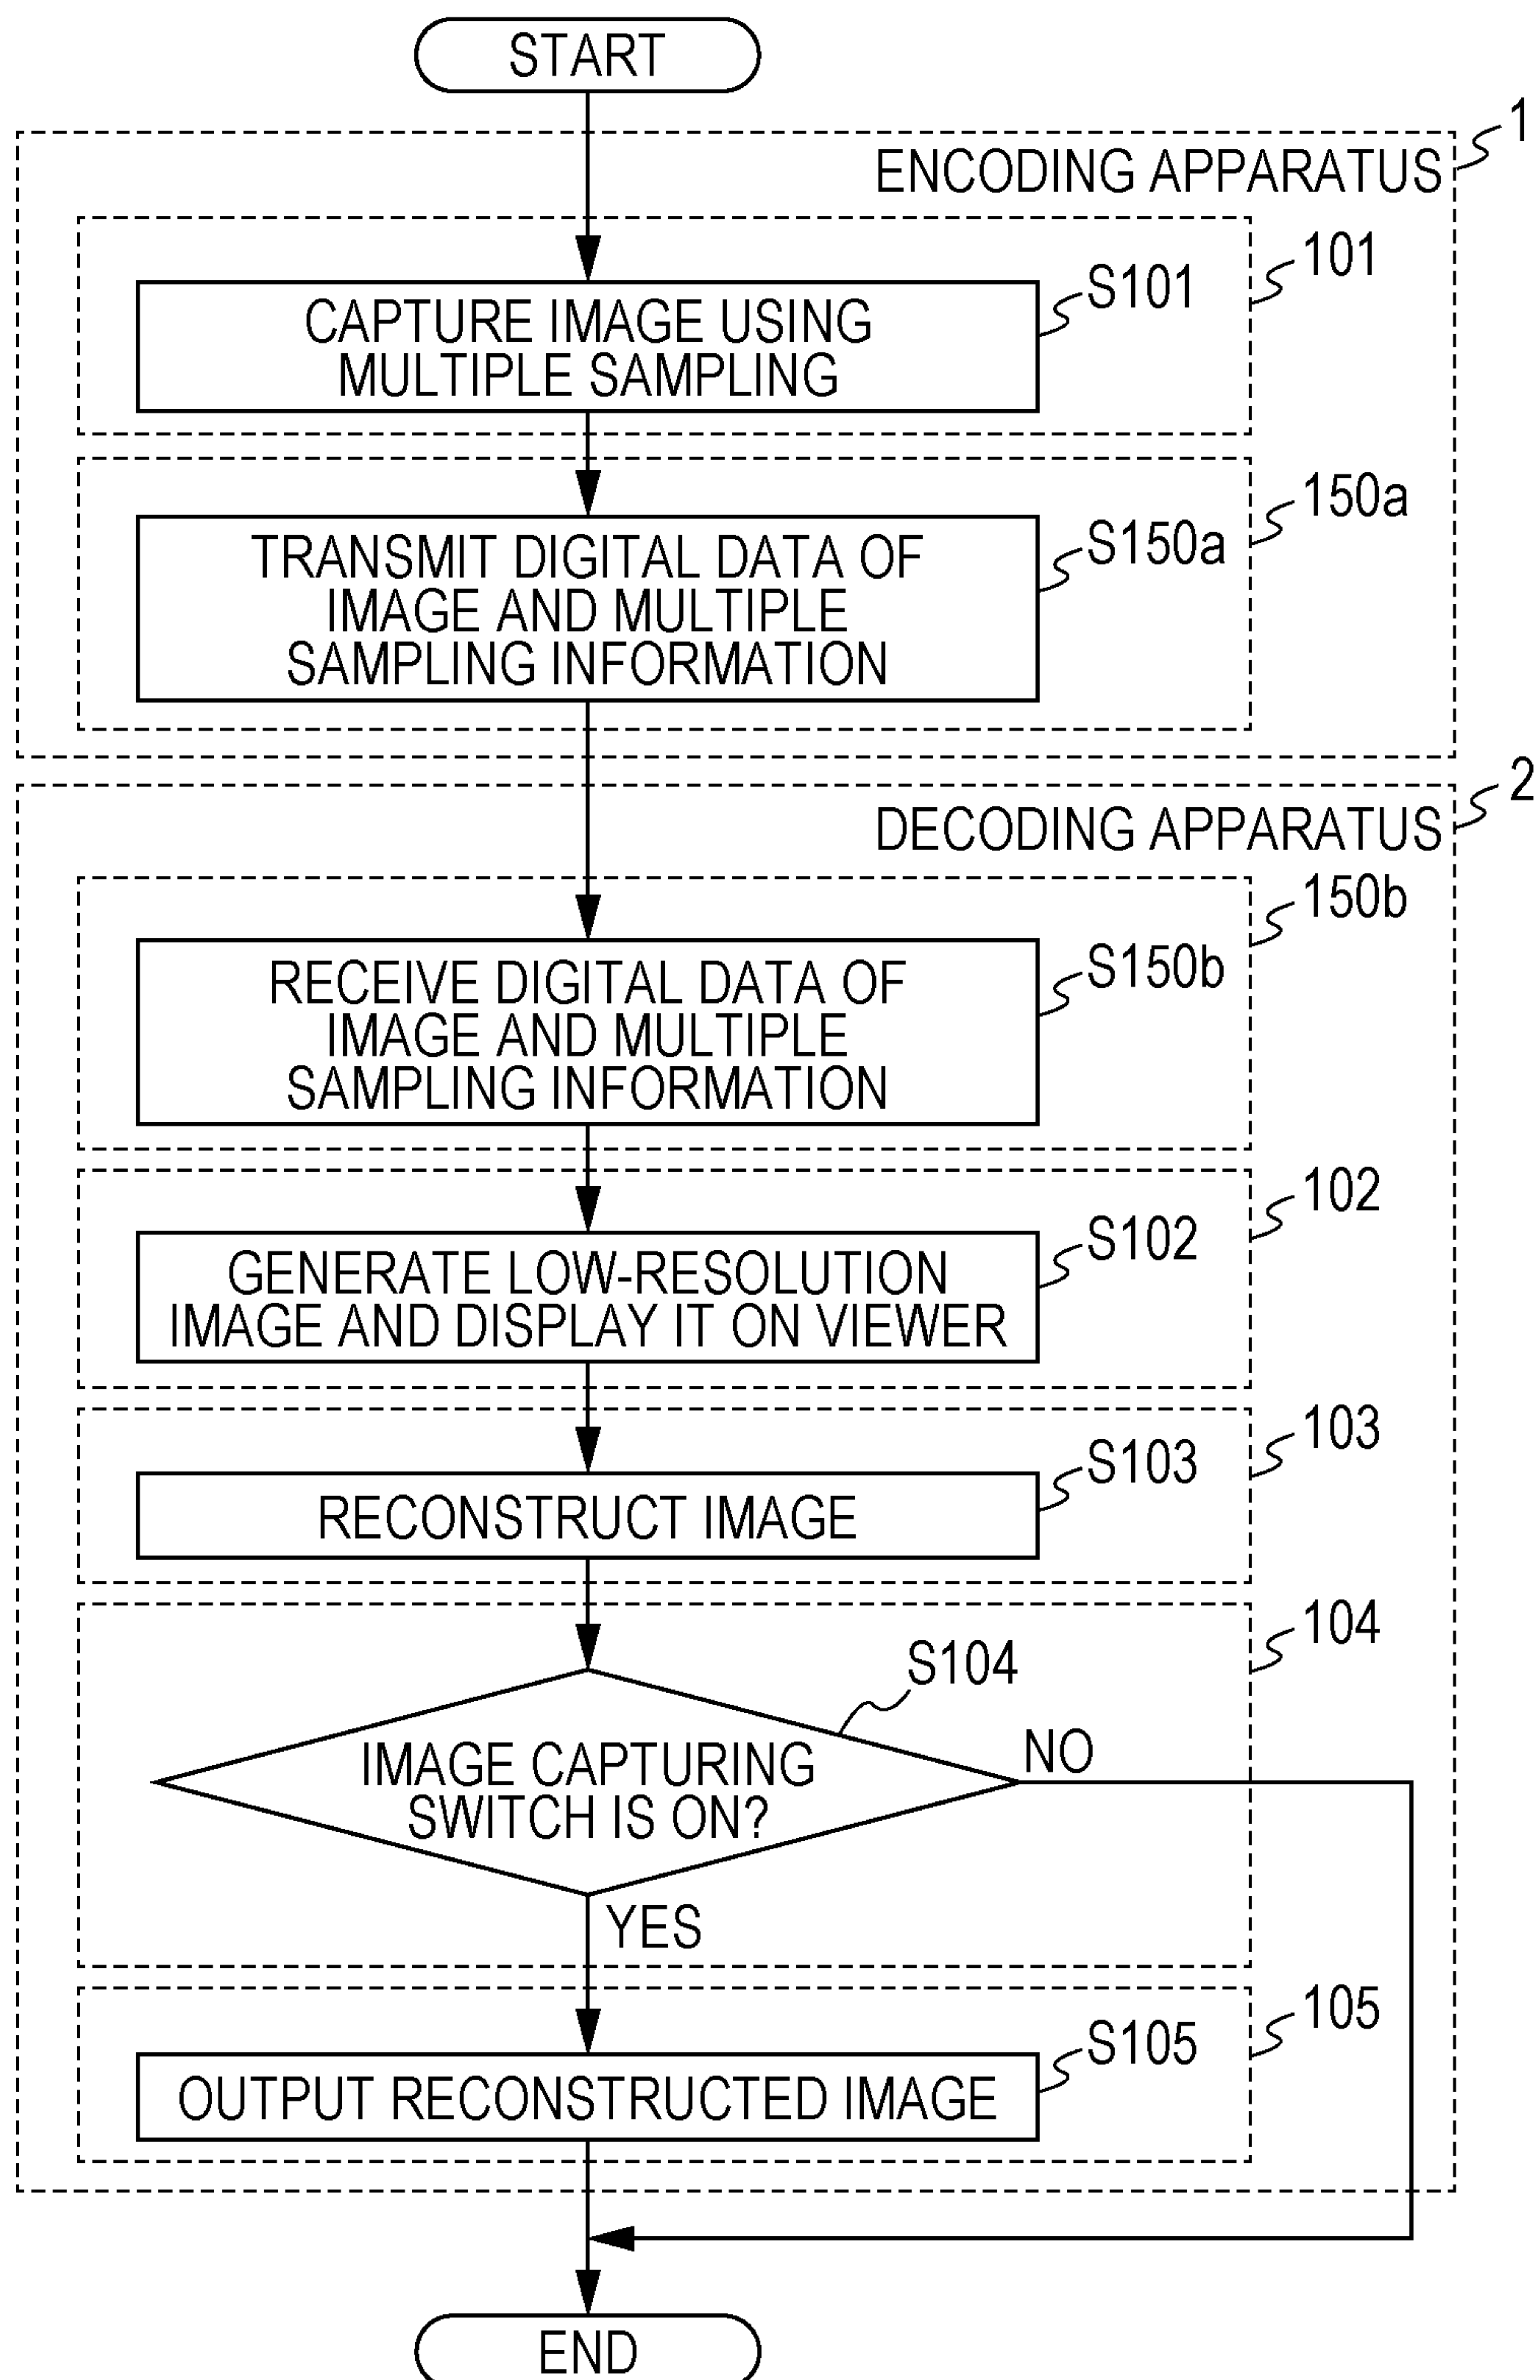 START
1
ENCODING APPARATUS
101
S101
CAPTURE IMAGE USING
MULTIPLE SAMPLING
150a
S150a
TRANSMIT DIGITAL DATA OF
IMAGE AND MULTIPLE
SAMPLING INFORMATION
2
DECODING APPARATUS
150b
S150b
RECEIVE DIGITAL DATA OF
IMAGE AND MULTIPLE
SAMPLING INFORMATION
102
S102
GENERATE LOW-RESOLUTION
IMAGE AND DISPLAY IT ON VIEWER
103
S103
RECONSTRUCT IMAGE
104
S104
IMAGE CAPTURING
SWITCH IS ON?
NO
YES
105
S105
OUTPUT RECONSTRUCTED IMAGE
END